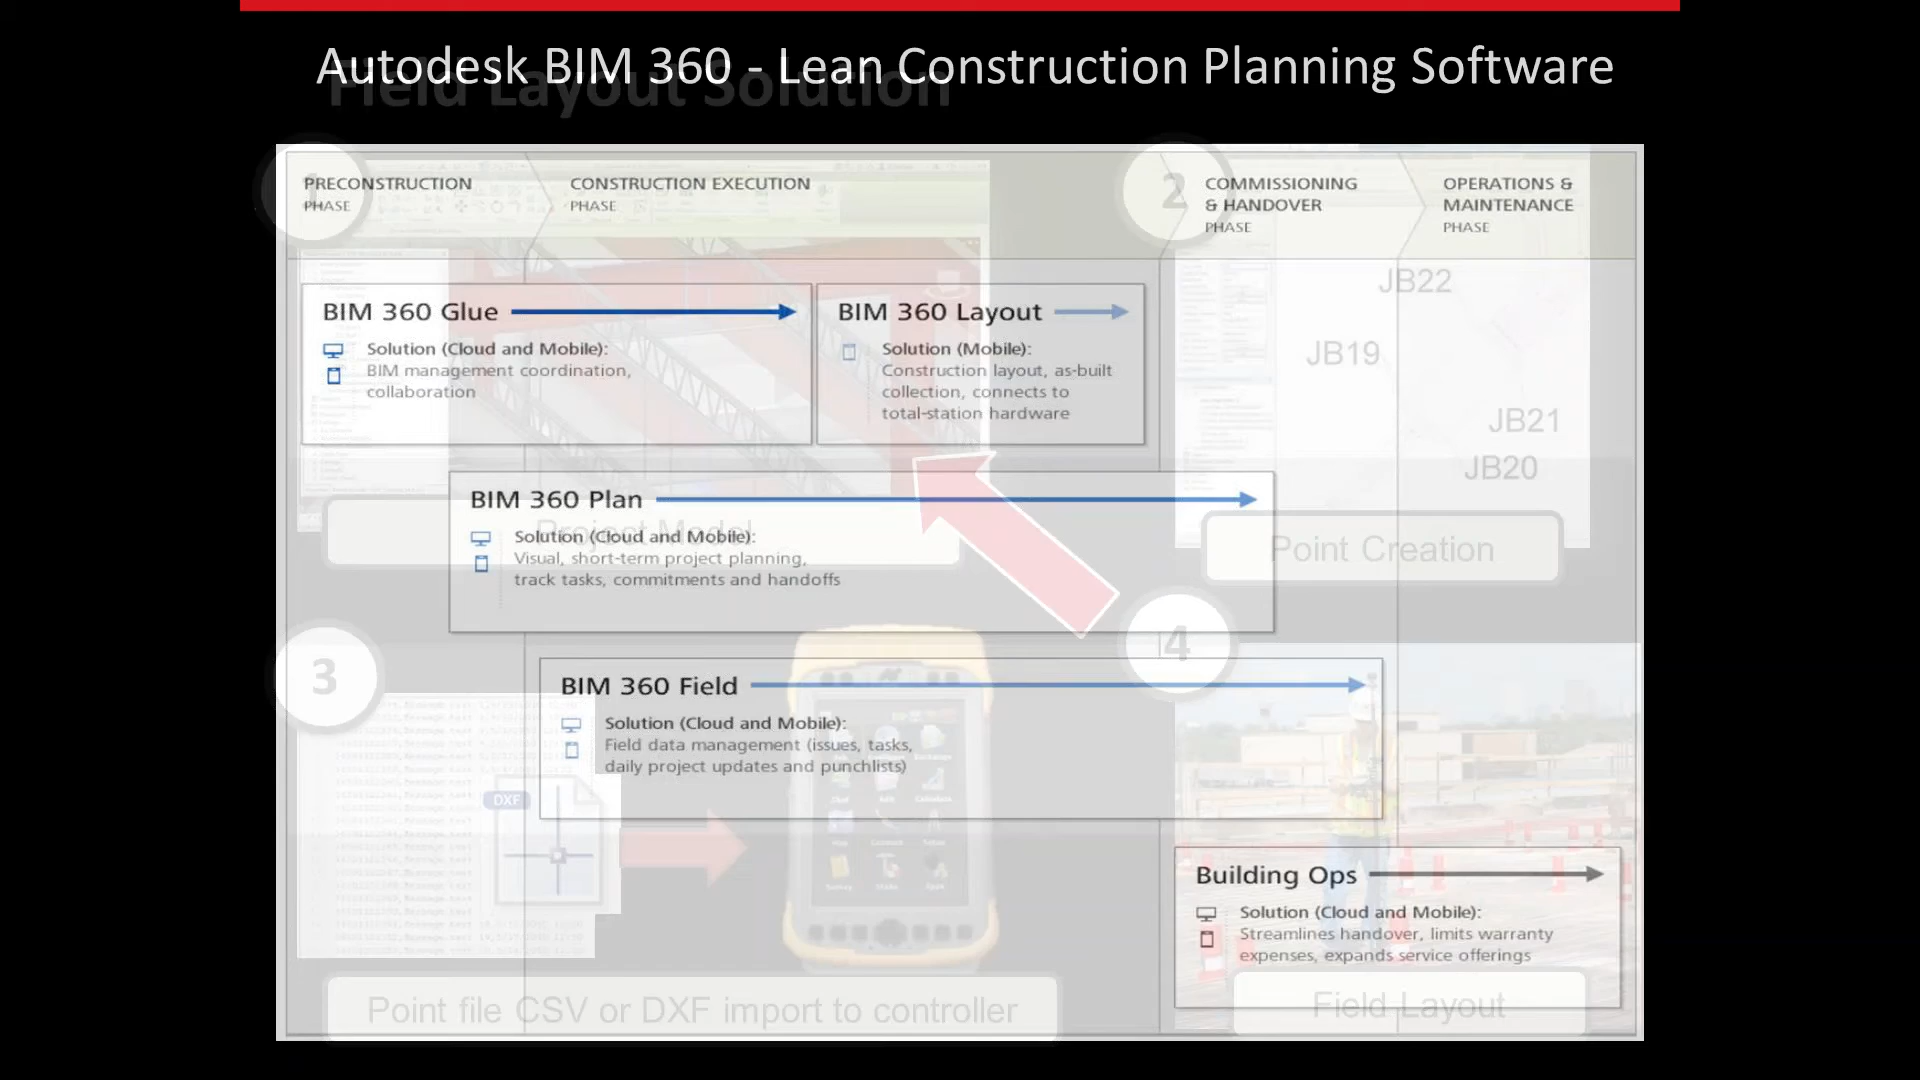 Autodesk BIM 360 - Lean Construction Planning Software
Field Layout Solution
1
PRECONSTRUCTION
PHASE
CONSTRUCTION EXECUTION
PHASE
2
COMMISSIONING
& HANDOVER
PHASE
OPERATIONS &
MAINTENANCE
PHASE
BIM 360 Glue
Solution (Cloud and Mobile):
BIM management coordination,
collaboration
BIM 360 Layout
Solution (Mobile):
Construction layout, as-built
collection, connects to
total-station hardware
JB22
JB19
JB21
JB20
BIM 360 Plan
Solution (Cloud and Mobile):
Visual, short-term project planning,
track tasks, commitments and handoffs
Project Model
Point Creation
3
4
BIM 360 Field
Solution (Cloud and Mobile):
Field data management (issues, tasks,
daily project updates and punchlists)
DXF
Building Ops
Solution (Cloud and Mobile):
Streamlines handover, limits warranty
expenses, expands service offerings
Point file CSV or DXF import to controller
Field Layout